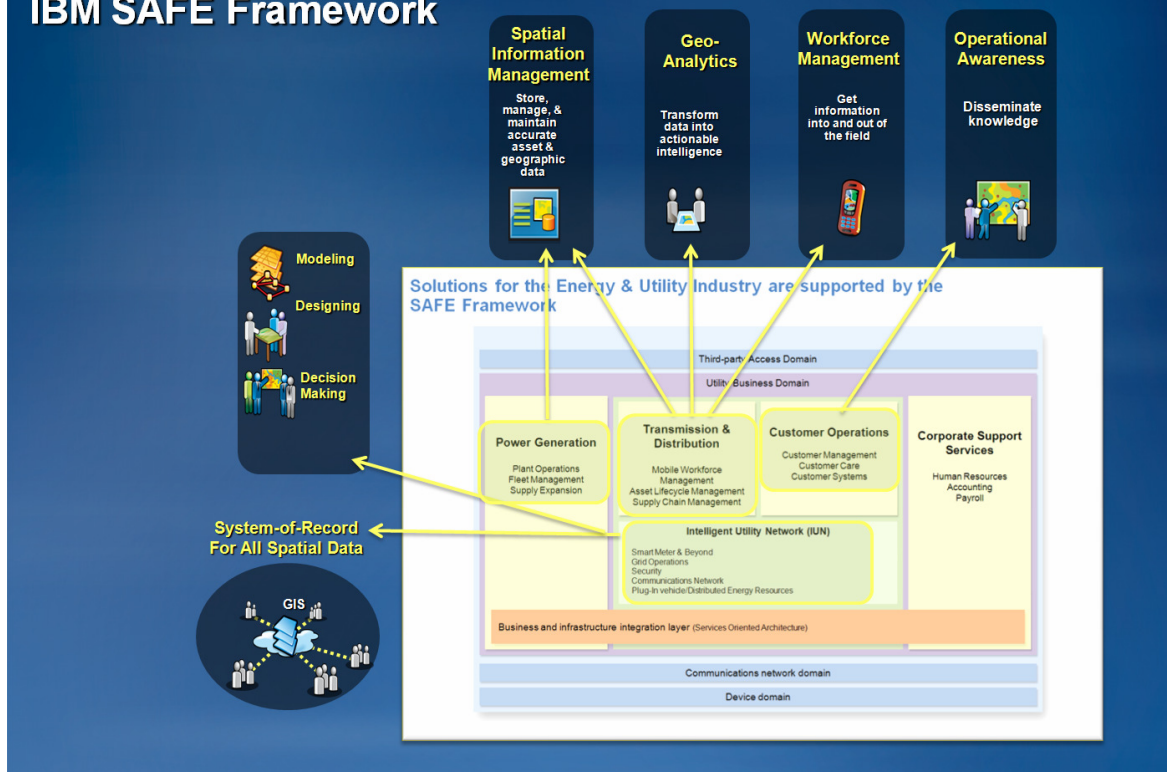 IBM SAFE Framework
Spatial
Information
Management
Store,
manage, &
maintain
accurate
asset &
geographic
data
Geo-
Analytics
Transform
data into
actionable
intelligence
Workforce
Management
Get
information
into and out of
the field
Operational
Awareness
Disseminate
knowledge
Modeling
Designing
Decision
Making
System-of-Record
For All Spatial Data
GIS
Solutions for the Energy & Utility Industry are supported by the
SAFE Framework
Third-party Access Domain
Utility Business Domain
Power Generation
Plant Operations
Fleet Management
Supply Expansion
Transmission &
Distribution
Mobile Workforce
Management
Asset Lifecycle Management
Supply Chain Management
Customer Operations
Customer Management
Customer Care
Customer Systems
Corporate Support
Services
Human Resources
Accounting
Payroll
Intelligent Utility Network (IUN)
Smart Meter & Beyond
Grid Operations
Security
Communications Network
Plug-In vehicle/Distributed Energy Resources
Business and infrastructure integration layer (Services Oriented Architecture)
Communications network domain
Device domain